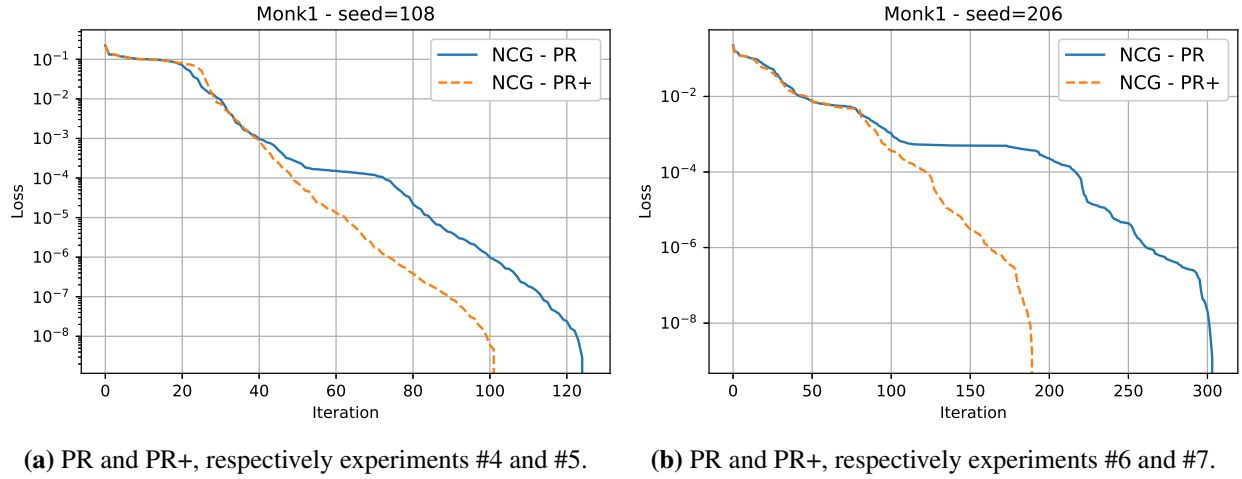 Monk1 - seed=108
NCG - PR
NCG - PR+
10⁻¹
10⁻²
10⁻³
10⁻⁴
10⁻⁵
10⁻⁶
10⁻⁷
10⁻⁸
Loss
0 20 40 60 80 100 120
Iteration
(a) PR and PR+, respectively experiments #4 and #5.
Monk1 - seed=206
NCG - PR
NCG - PR+
10⁻²
10⁻⁴
10⁻⁶
10⁻⁸
Loss
0 50 100 150 200 250 300
Iteration
(b) PR and PR+, respectively experiments #6 and #7.